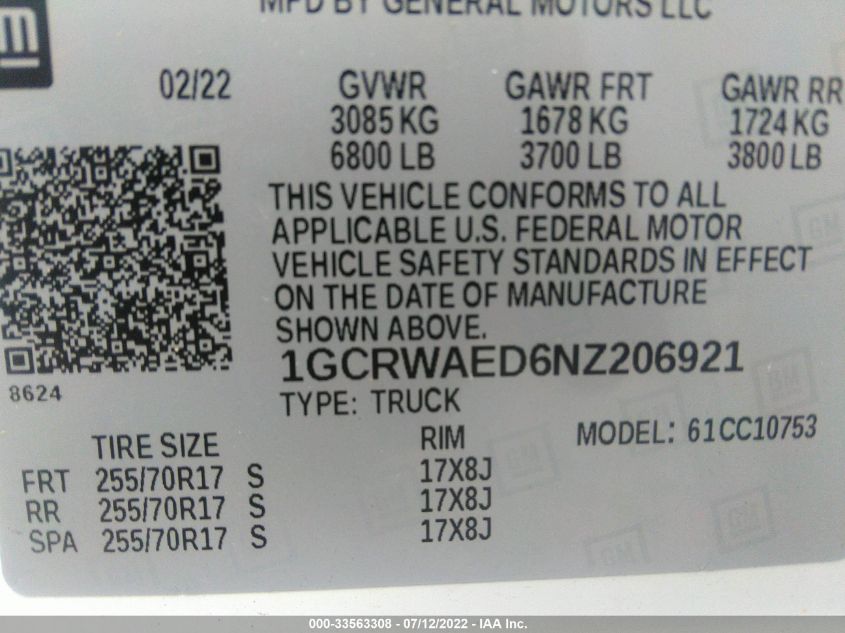 MFD BY GENERAL MOTORS LLC
GM
02/22 GVWR GAWR FRT GAWR RR
3085 KG 1678 KG 1724 KG
6800 LB 3700 LB 3800 LB
THIS VEHICLE CONFORMS TO ALL
APPLICABLE U.S. FEDERAL MOTOR
VEHICLE SAFETY STANDARDS IN EFFECT
ON THE DATE OF MANUFACTURE
SHOWN ABOVE.
1GCRWAED6NZ206921
8624
TYPE: TRUCK
TIRE SIZE RIM MODEL: 61CC10753
FRT 255/70R17 S 17X8J
RR 255/70R17 S 17X8J
SPA 255/70R17 S 17X8J
000-33563308 - 07/12/2022 - IAA Inc.